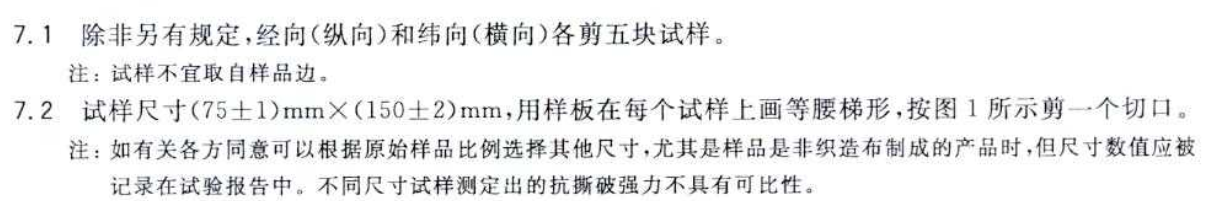 7.1 除非另有规定,经向(纵向)和纬向(横向)各剪五块试样。
注：试样不宜取自样品边。
7.2 试样尺寸(75±1)mm×(150±2)mm,用样板在每个试样上画等腰梯形,按图1所示剪一个切口。
注：如有关各方同意可以根据原始样品比例选择其他尺寸,尤其是样品是非织造布制成的产品时,但尺寸数值应被
记录在试验报告中。不同尺寸试样测定出的抗撕破强力不具有可比性。